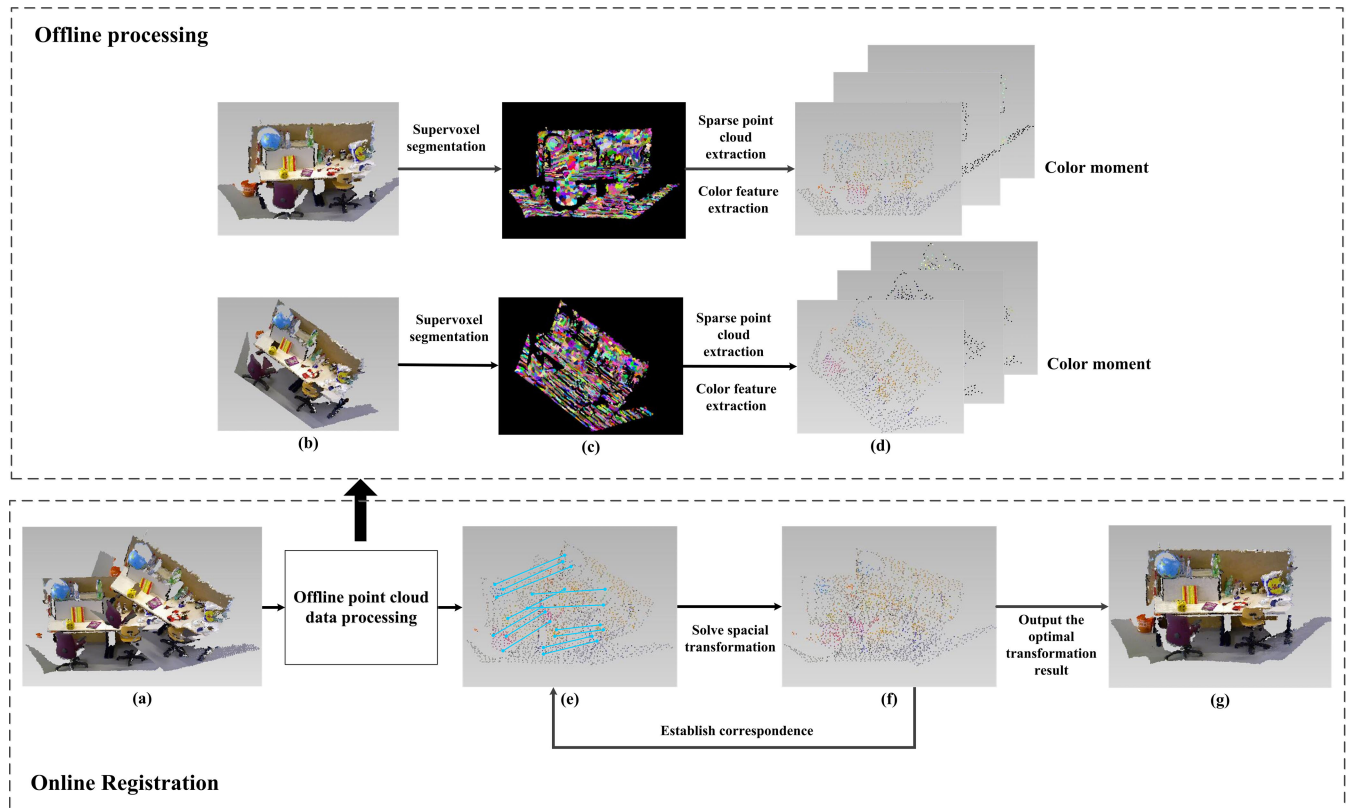 Offline processing
Supervoxel
segmentation
Sparse point
cloud
extraction
Color feature
extraction
Color moment
Supervoxel
segmentation
Sparse point
cloud
extraction
Color feature
extraction
Color moment
(b)
(c)
(d)
Offline point cloud
data processing
Solve spacial
transformation
Output the
optimal
transformation
result
(a)
(e)
(f)
(g)
Establish correspondence
Online Registration